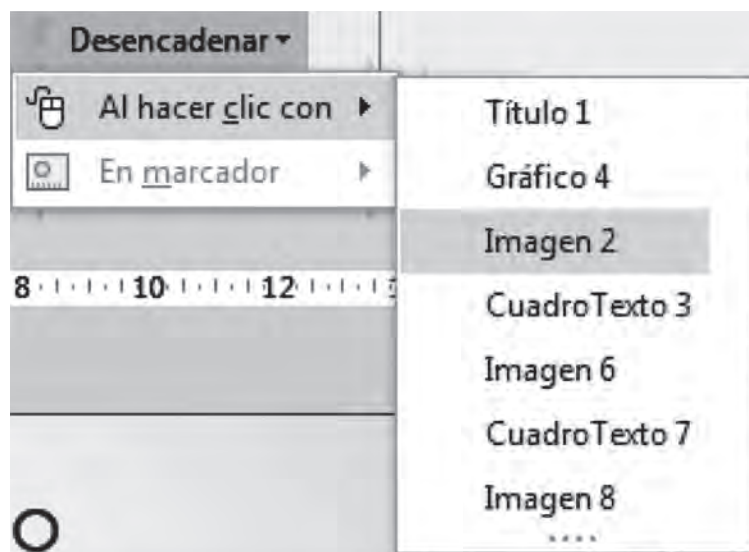 Desencadenar
Al hacer clic con
En marcador
8 10 12
Título 1
Gráfico 4
Imagen 2
CuadroTexto 3
Imagen 6
CuadroTexto 7
Imagen 8
O